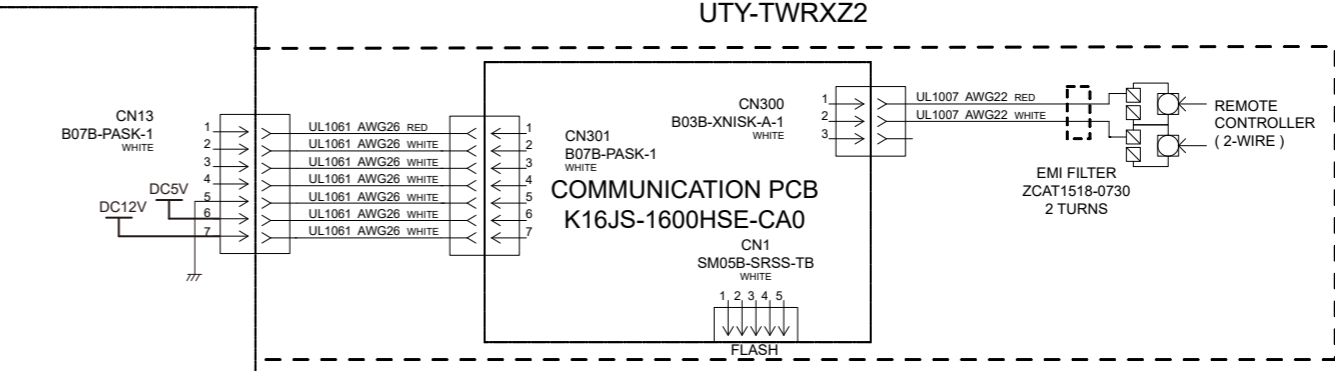 UTY-TWRXZ2
CN13
B07B-PASK-1
WHITE
1
2
3
4
5
6
7
DC5V
DC12V
UL1061 AWG26 RED
UL1061 AWG26 WHITE
UL1061 AWG26 WHITE
UL1061 AWG26 WHITE
UL1061 AWG26 WHITE
UL1061 AWG26 WHITE
UL1061 AWG26 WHITE
1
2
3
4
5
6
7
CN301
B07B-PASK-1
WHITE
COMMUNICATION PCB
K16JS-1600HSE-CA0
CN1
SM05B-SRSS-TB
WHITE
1 2 3 4 5
FLASH
CN300
B03B-XNISK-A-1
WHITE
1
2
3
UL1007 AWG22 RED
UL1007 AWG22 WHITE
EMI FILTER
ZCAT1518-0730
2 TURNS
REMOTE
CONTROLLER
( 2-WIRE )